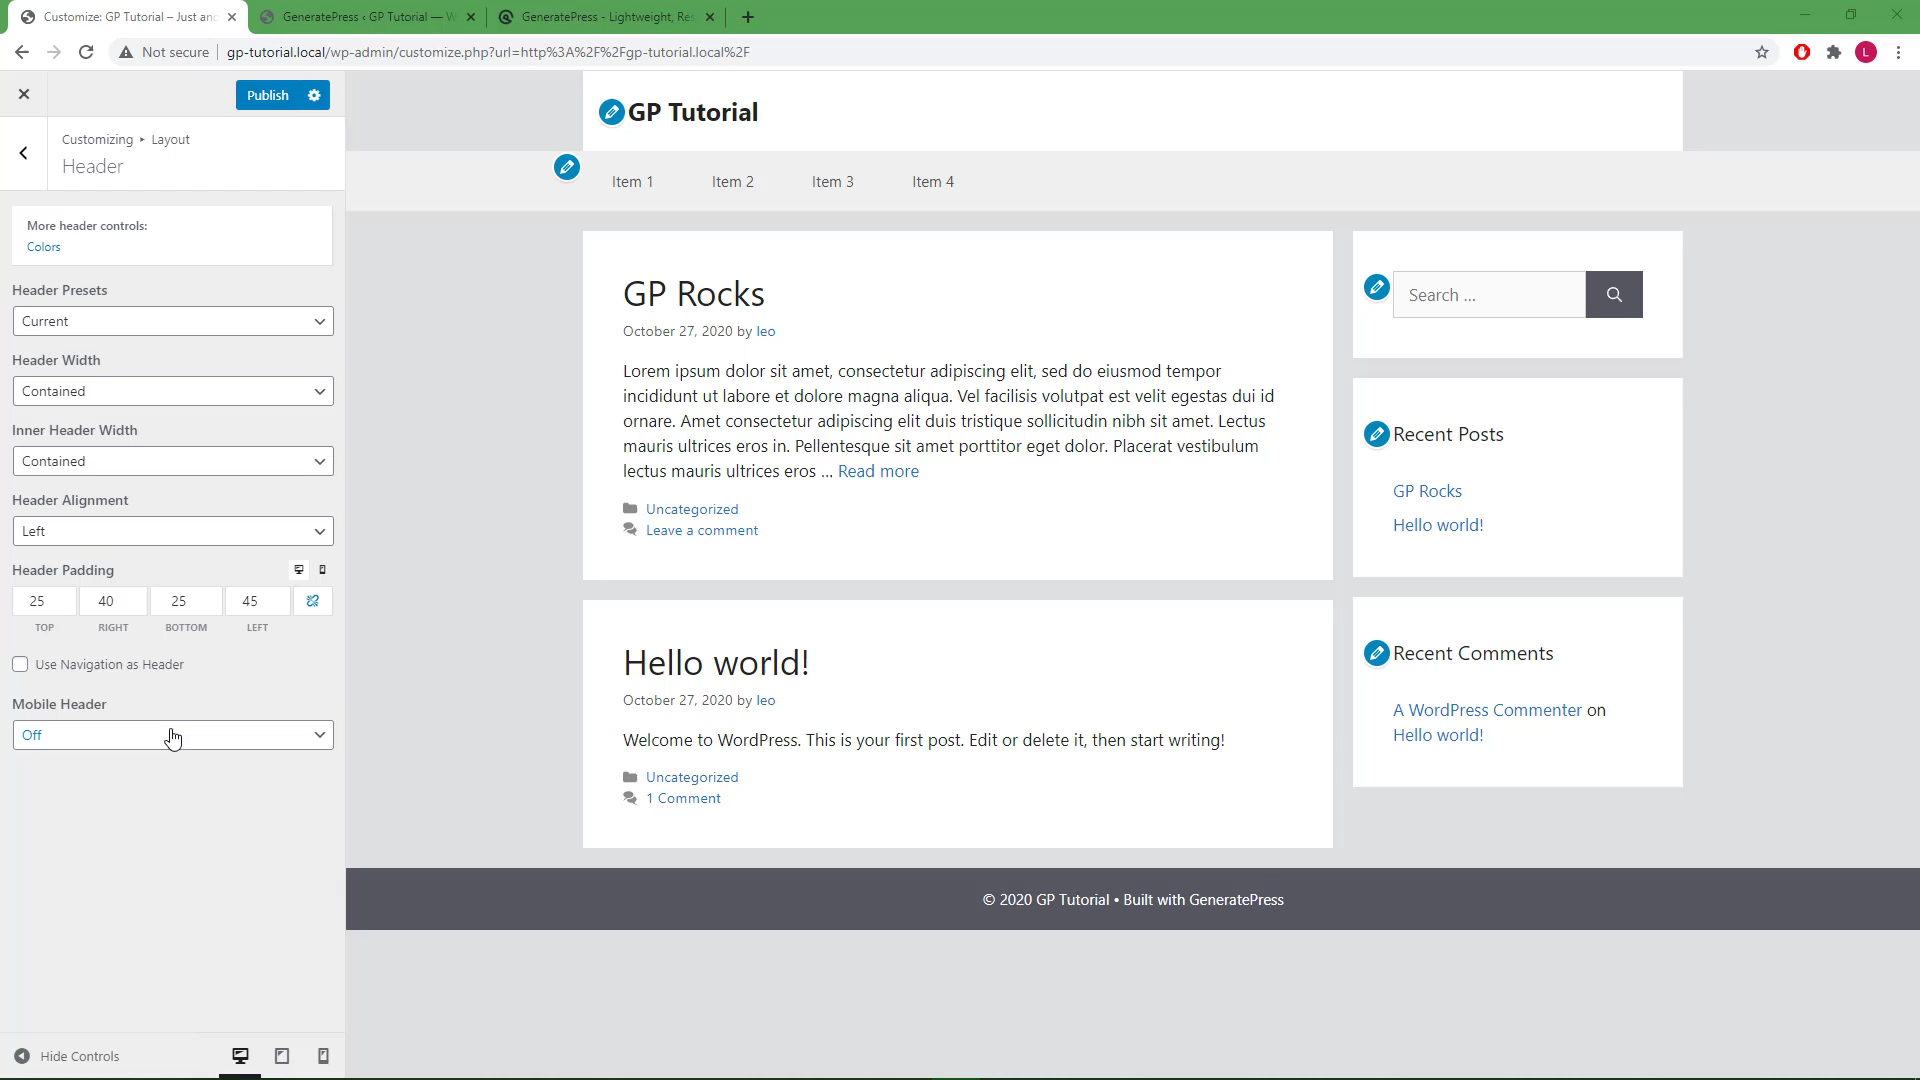 Customize: GP Tutorial – Just an
GeneratePress ‹ GP Tutorial — W
GeneratePress - Lightweight, Res
Not secure
gp-tutorial.local/wp-admin/customize.php?url=http%3A%2F%2Fgp-tutorial.local%2F
L
Publish
Customizing ▸ Layout
Header
More header controls:
Colors
Header Presets
Current
Header Width
Contained
Inner Header Width
Contained
Header Alignment
Left
Header Padding
25 40 25 45
TOP RIGHT BOTTOM LEFT
Use Navigation as Header
Mobile Header
Off
Hide Controls
GP Tutorial
Item 1 Item 2 Item 3 Item 4
GP Rocks
October 27, 2020 by leo
Lorem ipsum dolor sit amet, consectetur adipiscing elit, sed do eiusmod tempor
incididunt ut labore et dolore magna aliqua. Vel facilisis volutpat est velit egestas dui id
ornare. Amet consectetur adipiscing elit duis tristique sollicitudin nibh sit amet. Lectus
mauris ultrices eros in. Pellentesque sit amet porttitor eget dolor. Placerat vestibulum
lectus mauris ultrices eros ... Read more
Uncategorized
Leave a comment
Hello world!
October 27, 2020 by leo
Welcome to WordPress. This is your first post. Edit or delete it, then start writing!
Uncategorized
1 Comment
Search ...
Recent Posts
GP Rocks
Hello world!
Recent Comments
A WordPress Commenter on
Hello world!
© 2020 GP Tutorial • Built with GeneratePress